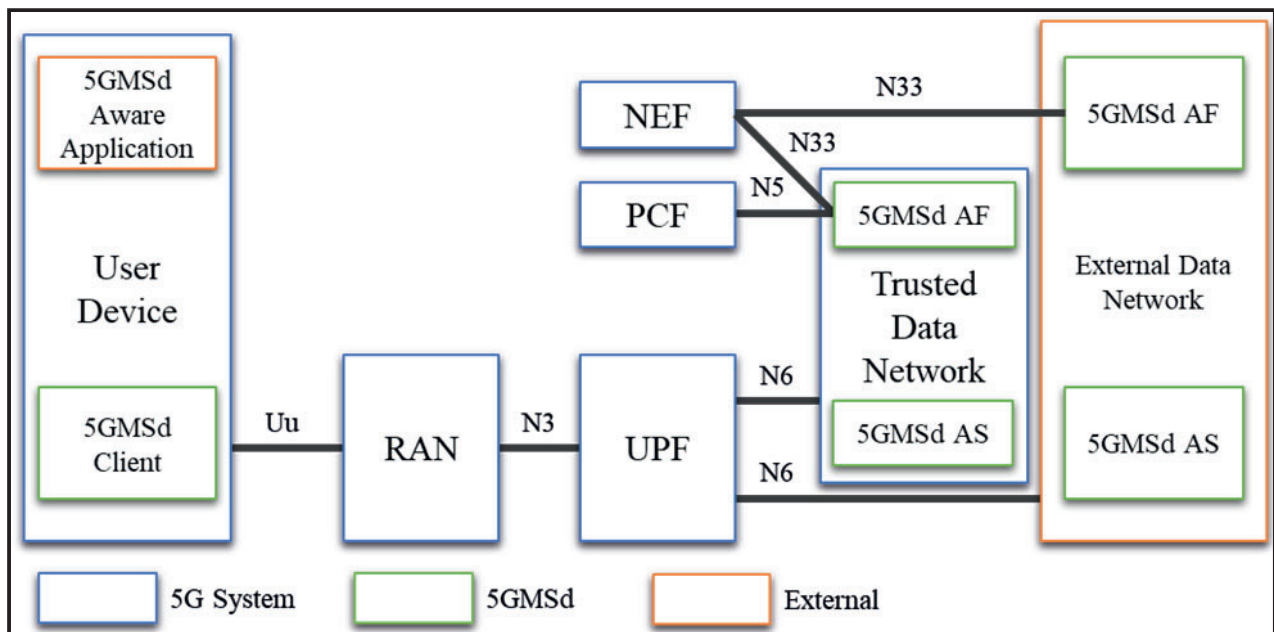 5GMSd
Aware
Application
User
Device
5GMSd
Client
Uu
RAN
N3
UPF
NEF
PCF
N33
N33
N5
N6
N6
5GMSd AF
Trusted
Data
Network
5GMSd AS
5GMSd AF
External Data
Network
5GMSd AS
5G System
5GMSd
External